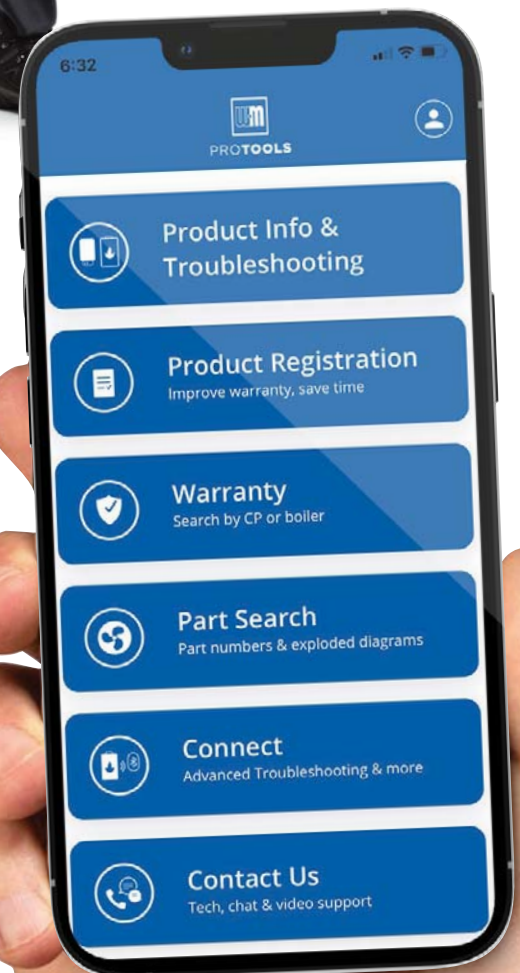 6:32
WM
PROTOOLS
Product Info &
Troubleshooting
Product Registration
Improve warranty, save time
Warranty
Search by CP or boiler
Part Search
Part numbers & exploded diagrams
Connect
Advanced Troubleshooting & more
Contact Us
Tech, chat & video support